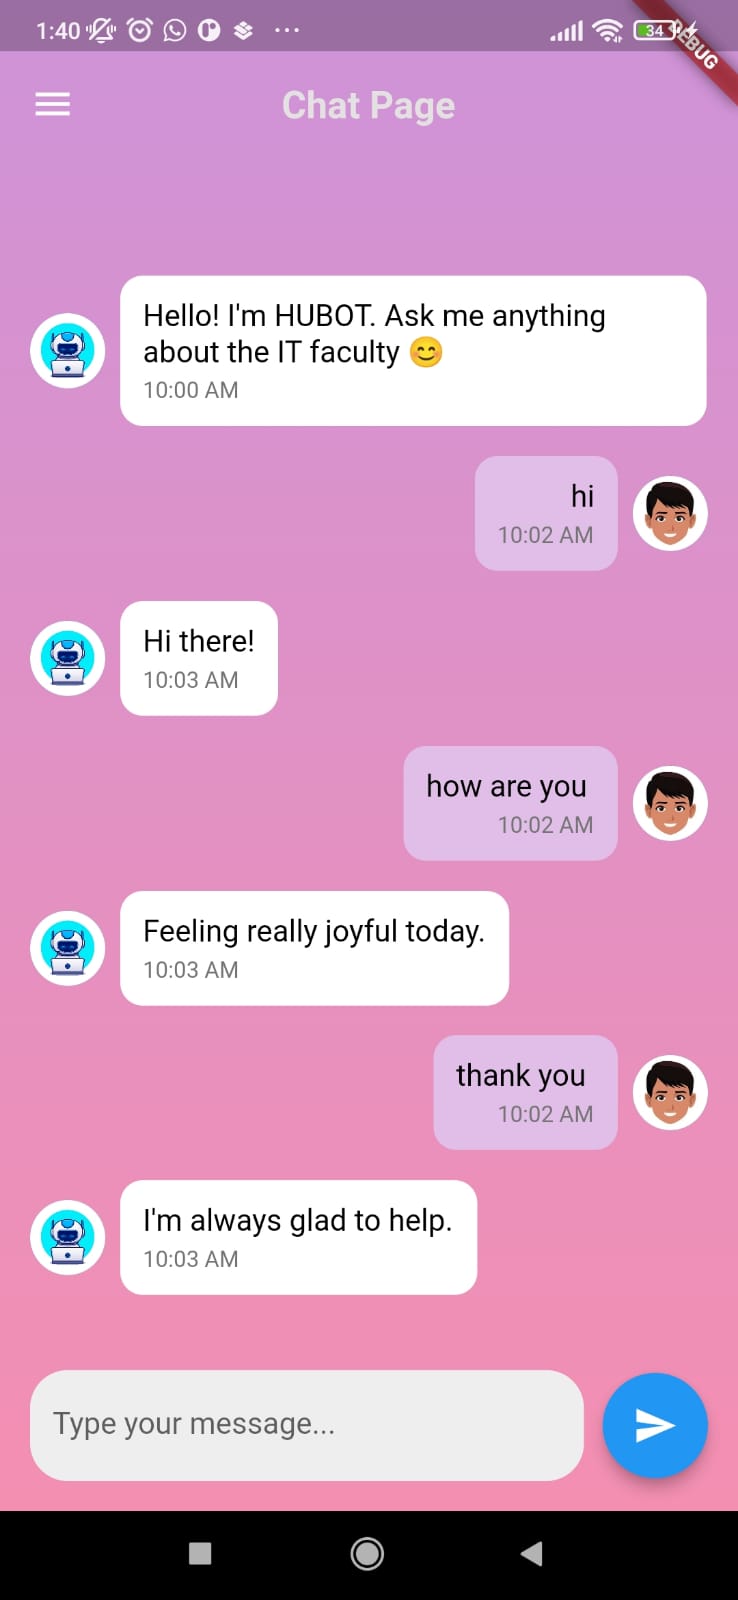 1:40
34
DEBUG
Chat Page
Hello! I'm HUBOT. Ask me anything
about the IT faculty 😊
10:00 AM
hi
10:02 AM
Hi there!
10:03 AM
how are you
10:02 AM
Feeling really joyful today.
10:03 AM
thank you
10:02 AM
I'm always glad to help.
10:03 AM
Type your message...